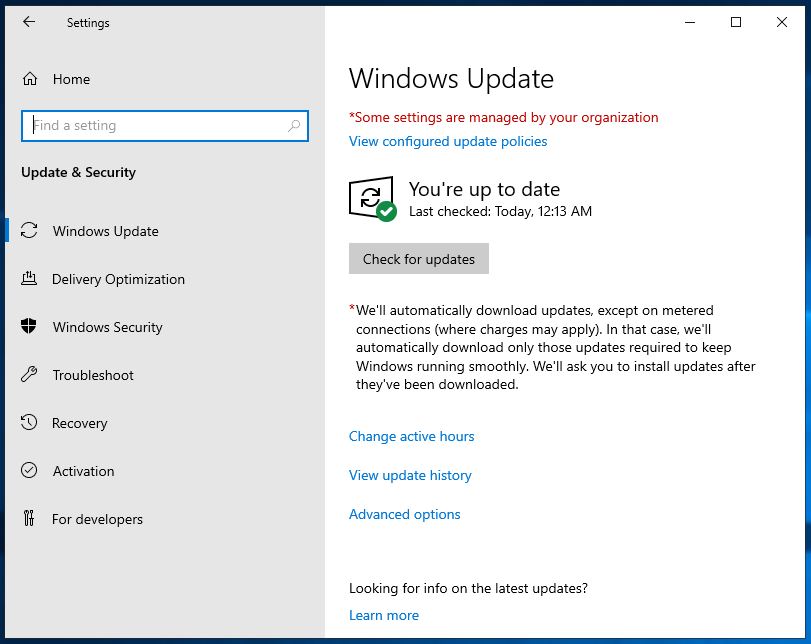 Settings
Home
Find a setting
Update & Security
Windows Update
Delivery Optimization
Windows Security
Troubleshoot
Recovery
Activation
For developers
Windows Update
*Some settings are managed by your organization
View configured update policies
You're up to date
Last checked: Today, 12:13 AM
Check for updates
*We'll automatically download updates, except on metered
connections (where charges may apply). In that case, we'll
automatically download only those updates required to keep
Windows running smoothly. We'll ask you to install updates after
they've been downloaded.
Change active hours
View update history
Advanced options
Looking for info on the latest updates?
Learn more